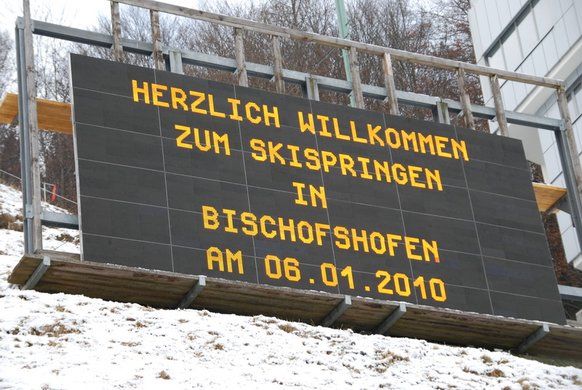 HERZLICH WILLKOMMEN
ZUM SKISPRINGEN
IN
BISCHOFSHOFEN
AM 06.01.2010